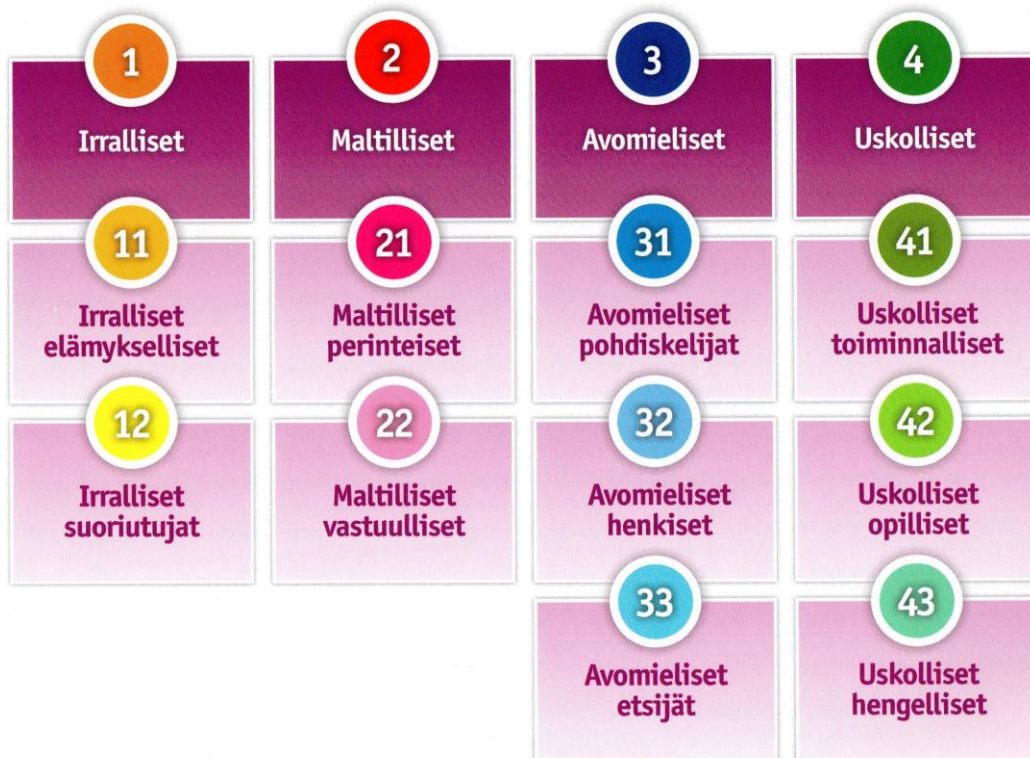 1
2
3
4
Irralliset
Maltilliset
Avomieliset
Uskolliset
11
21
31
41
Irralliset
elämykselliset
Maltilliset
perinteiset
Avomieliset
pohdiskelijat
Uskolliset
toiminnalliset
12
22
32
42
Irralliset
suoriutujat
Maltilliset
vastuulliset
Avomieliset
henkiset
Uskolliset
opilliset
33
43
Avomieliset
etsijät
Uskolliset
hengelliset